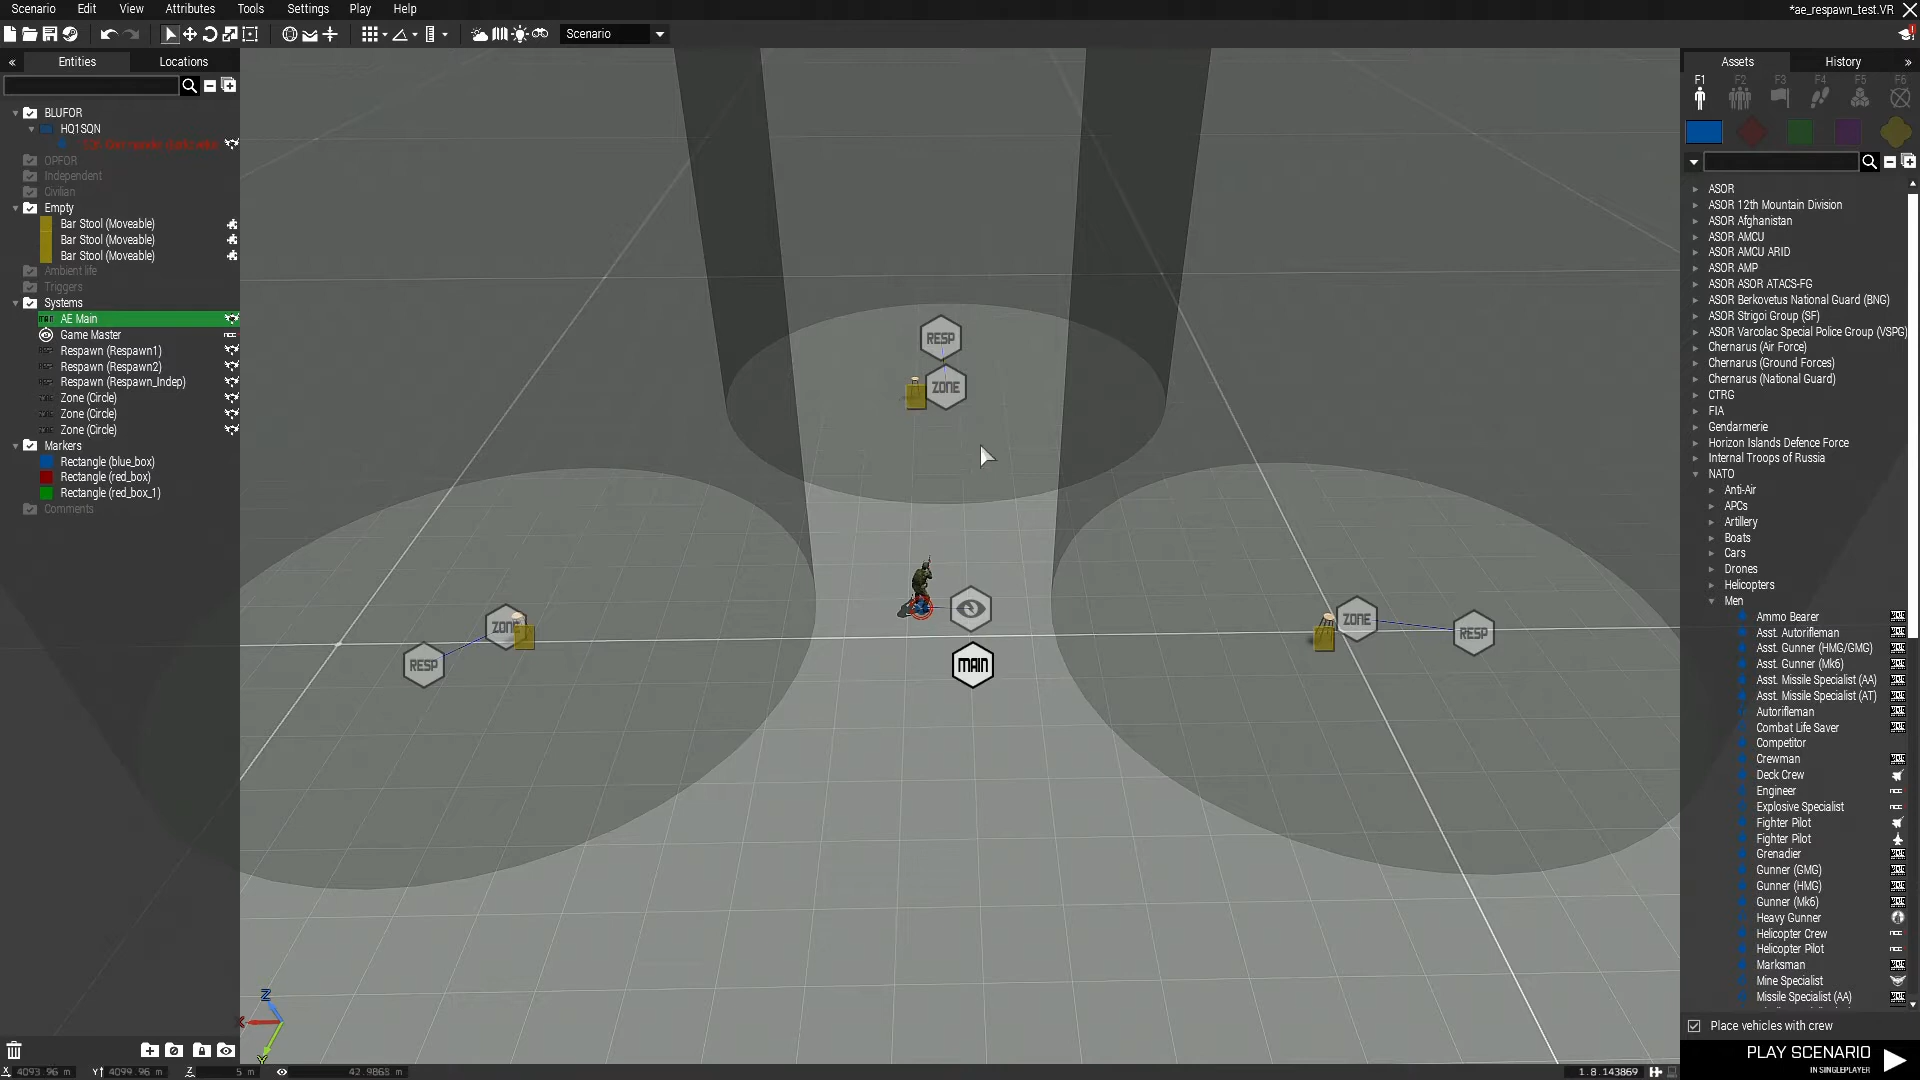 Scenario Edit View Attributes Tools Settings Play Help
*ae_respawn_test.VR
Scenario
Entities Locations
BLUFOR
HQ1SQN
OPFOR
Independent
Civilian
Empty
Bar Stool (Moveable)
Bar Stool (Moveable)
Bar Stool (Moveable)
Ambient life
Triggers
Systems
AE Main
Game Master
Respawn (Respawn1)
Respawn (Respawn2)
Respawn (Respawn_Indep)
Zone (Circle)
Zone (Circle)
Zone (Circle)
Markers
Rectangle (blue_box)
Rectangle (red_box)
Rectangle (red_box_1)
Comments
RESP
ZONE
ZONE
RESP
MAIN
ZONE
RESP
Z
X
Y
Assets History
F1 F2 F3 F4 F5 F6
ASOR
ASOR 12th Mountain Division
ASOR Afghanistan
ASOR AMCU
ASOR AMCU ARID
ASOR AMP
ASOR ASOR ATACS-FG
ASOR Berkovetus National Guard (BNG)
ASOR Strigoi Group (SF)
ASOR Varcolac Special Police Group (VSPG)
Chernarus (Air Force)
Chernarus (Ground Forces)
Chernarus (National Guard)
CTRG
FIA
Gendarmerie
Horizon Islands Defence Force
Internal Troops of Russia
NATO
Anti-Air
APCs
Artillery
Boats
Cars
Drones
Helicopters
Men
Ammo Bearer
Asst. Autorifleman
Asst. Gunner (HMG/GMG)
Asst. Gunner (Mk6)
Asst. Missile Specialist (AA)
Asst. Missile Specialist (AT)
Autorifleman
Combat Life Saver
Competitor
Crewman
Deck Crew
Engineer
Explosive Specialist
Fighter Pilot
Fighter Pilot
Grenadier
Gunner (GMG)
Gunner (HMG)
Gunner (Mk6)
Heavy Gunner
Helicopter Crew
Helicopter Pilot
Marksman
Mine Specialist
Missile Specialist (AA)
Place vehicles with crew
PLAY SCENARIO
IN SINGLEPLAYER
X 4093.96 m Y 4099.96 m Z 5 m 42.9868 m
1.8.143869